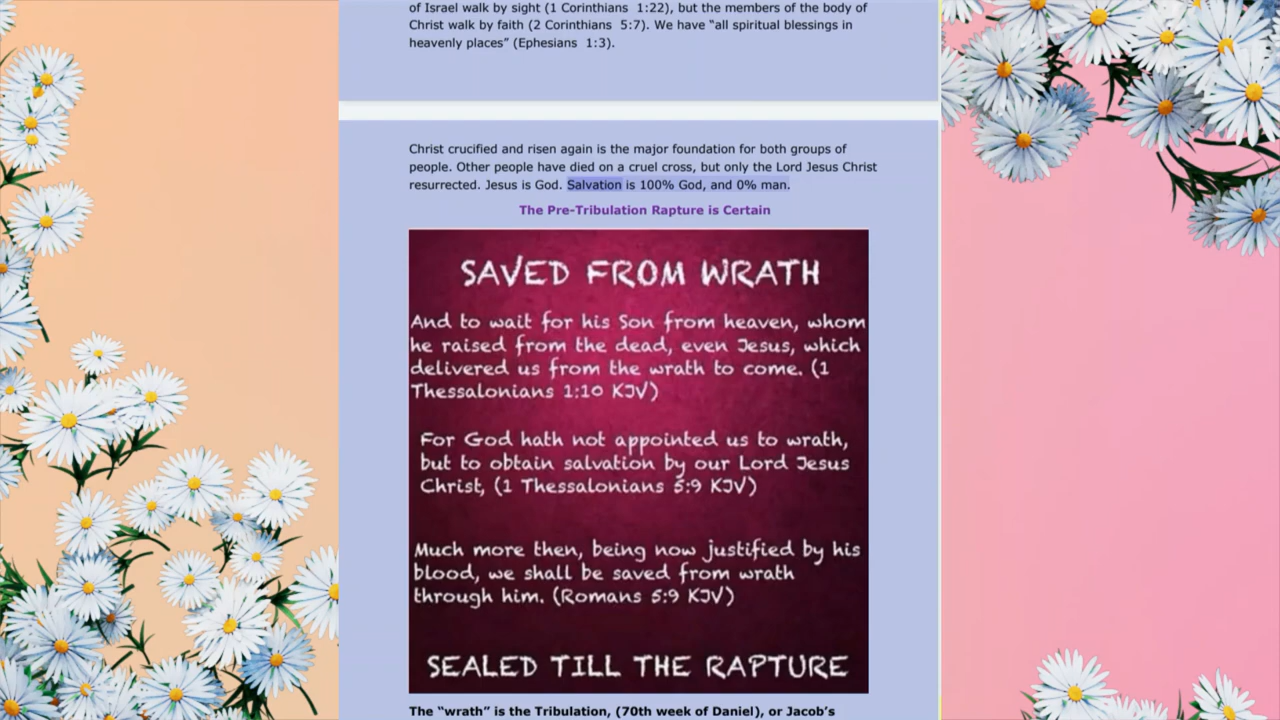 of Israel walk by sight (1 Corinthians  1:22), but the members of the body of
Christ walk by faith (2 Corinthians  5:7). We have “all spiritual blessings in
heavenly places” (Ephesians  1:3).
Christ crucified and risen again is the major foundation for both groups of
people. Other people have died on a cruel cross, but only the Lord Jesus Christ
resurrected. Jesus is God. Salvation is 100% God, and 0% man.
The Pre-Tribulation Rapture is Certain
SAVED FROM WRATH
And to wait for his Son from heaven, whom
he raised from the dead, even Jesus, which
delivered us from the wrath to come. (1
Thessalonians 1:10 KJV)
For God hath not appointed us to wrath,
but to obtain salvation by our Lord Jesus
Christ, (1 Thessalonians 5:9 KJV)
Much more then, being now justified by his
blood, we shall be saved from wrath
through him. (Romans 5:9 KJV)
SEALED TILL THE RAPTURE
The “wrath” is the Tribulation, (70th week of Daniel), or Jacob’s